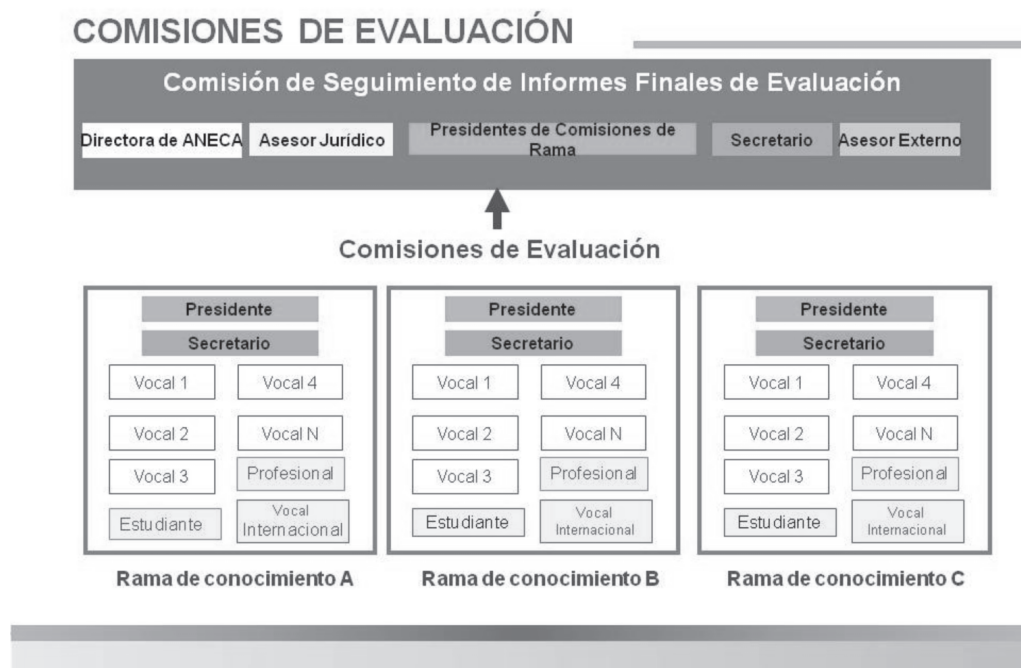 COMISIONES DE EVALUACIÓN
Comisión de Seguimiento de Informes Finales de Evaluación
Directora de ANECA
Asesor Jurídico
Presidentes de Comisiones de
Rama
Secretario
Asesor Externo
Comisiones de Evaluación
Presidente
Secretario
Vocal 1
Vocal 4
Vocal 2
Vocal N
Vocal 3
Profesional
Estudiante
Vocal
Internacional
Rama de conocimiento A
Presidente
Secretario
Vocal 1
Vocal 4
Vocal 2
Vocal N
Vocal 3
Profesional
Estudiante
Vocal
Internacional
Rama de conocimiento B
Presidente
Secretario
Vocal 1
Vocal 4
Vocal 2
Vocal N
Vocal 3
Profesional
Estudiante
Vocal
Internacional
Rama de conocimiento C